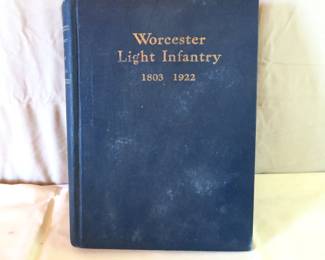 Worcester
Light Infantry
1803 1922